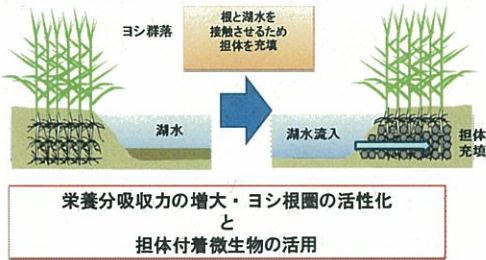 ヨシ群落
根と湖水を
接触させるため
担体を充填
湖水
湖水流入
担体
充填
栄養分吸収力の増大・ヨシ根圏の活性化
と
担体付着微生物の活用